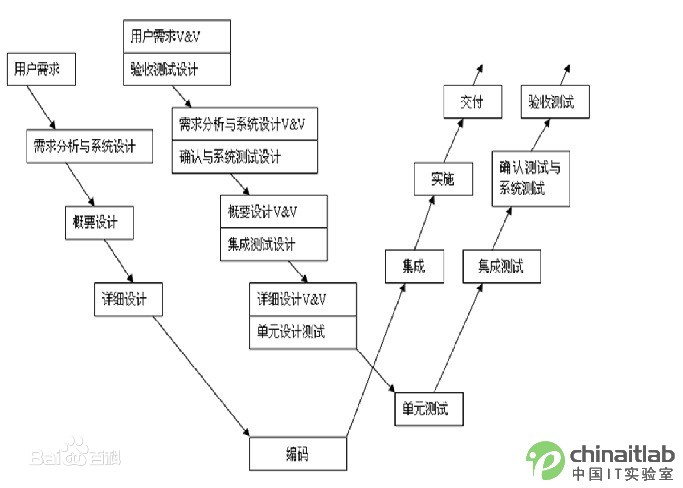 用户需求V&V
验收测试设计
用户需求
交付
验收测试
需求分析与系统设计
需求分析与系统设计V&V
确认与系统测试设计
实施
确认测试与
系统测试
概要设计
概要设计V&V
集成测试设计
集成
集成测试
详细设计
详细设计V&V
单元设计测试
单元测试
编码
Bai百科
chinaitlab
中国IT实验室